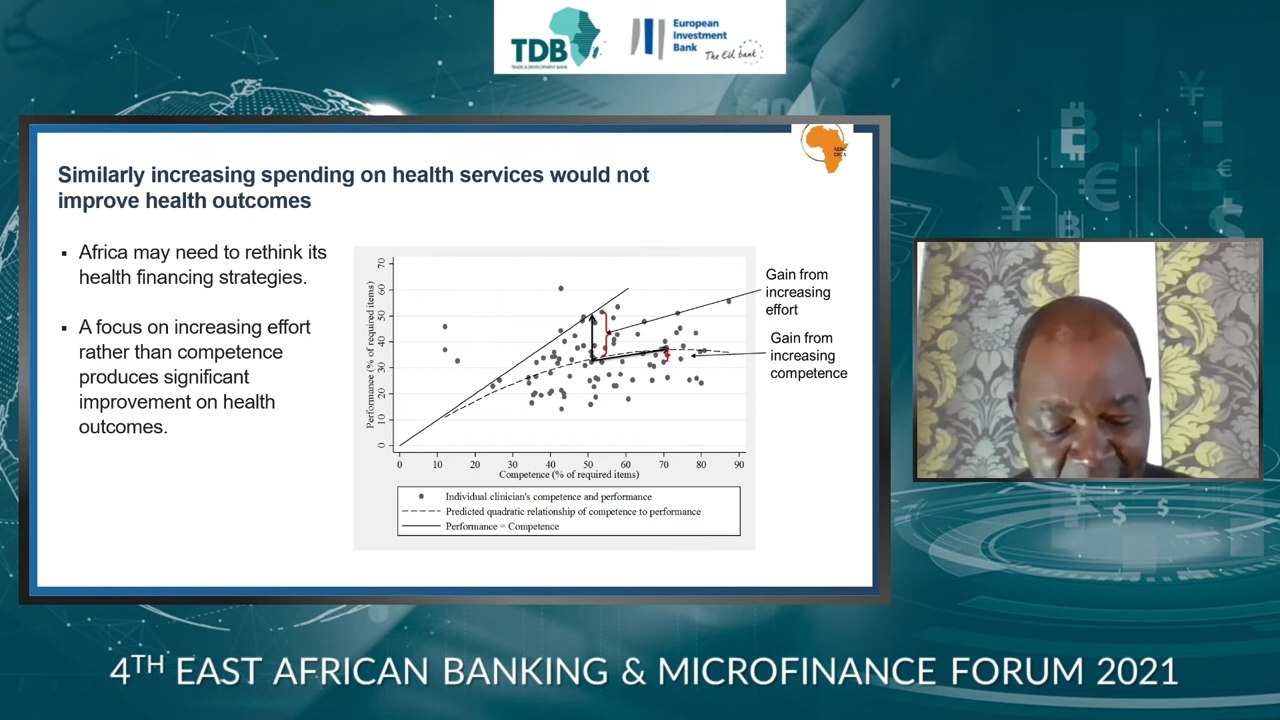 TDB
TRADE & DEVELOPMENT BANK
European
Investment
Bank
The EU bank
Similarly increasing spending on health services would not
improve health outcomes
▪ Africa may need to rethink its
health financing strategies.
▪ A focus on increasing effort
rather than competence
produces significant
improvement on health
outcomes.
Performance (% of required items)
70
60
50
40
30
20
10
0
0 10 20 30 40 50 60 70 80 90
Competence (% of required items)
Individual clinician's competence and performance
Predicted quadratic relationship of competence to performance
Performance = Competence
Gain from
increasing
effort
Gain from
increasing
competence
4TH EAST AFRICAN BANKING & MICROFINANCE FORUM 2021